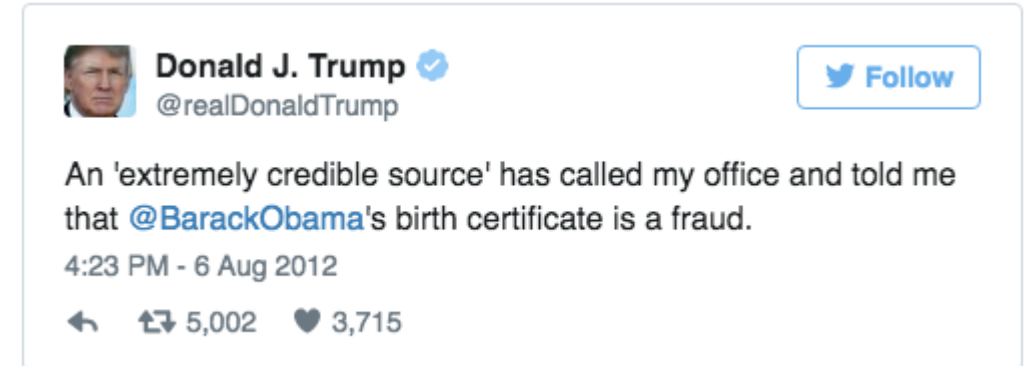 Donald J. Trump
Follow
@realDonaldTrump
An 'extremely credible source' has called my office and told me
that @BarackObama's birth certificate is a fraud.
4:23 PM - 6 Aug 2012
5,002 3,715